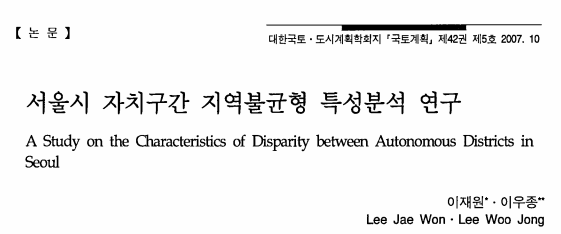 【 논 문 】
대한국토·도시계획학회지 「국토계획」 제42권 제5호 2007. 10
서울시 자치구간 지역불균형 특성분석 연구
A Study on the Characteristics of Disparity between Autonomous Districts in
Seoul
이재원*·이우종**
Lee Jae Won·Lee Woo Jong